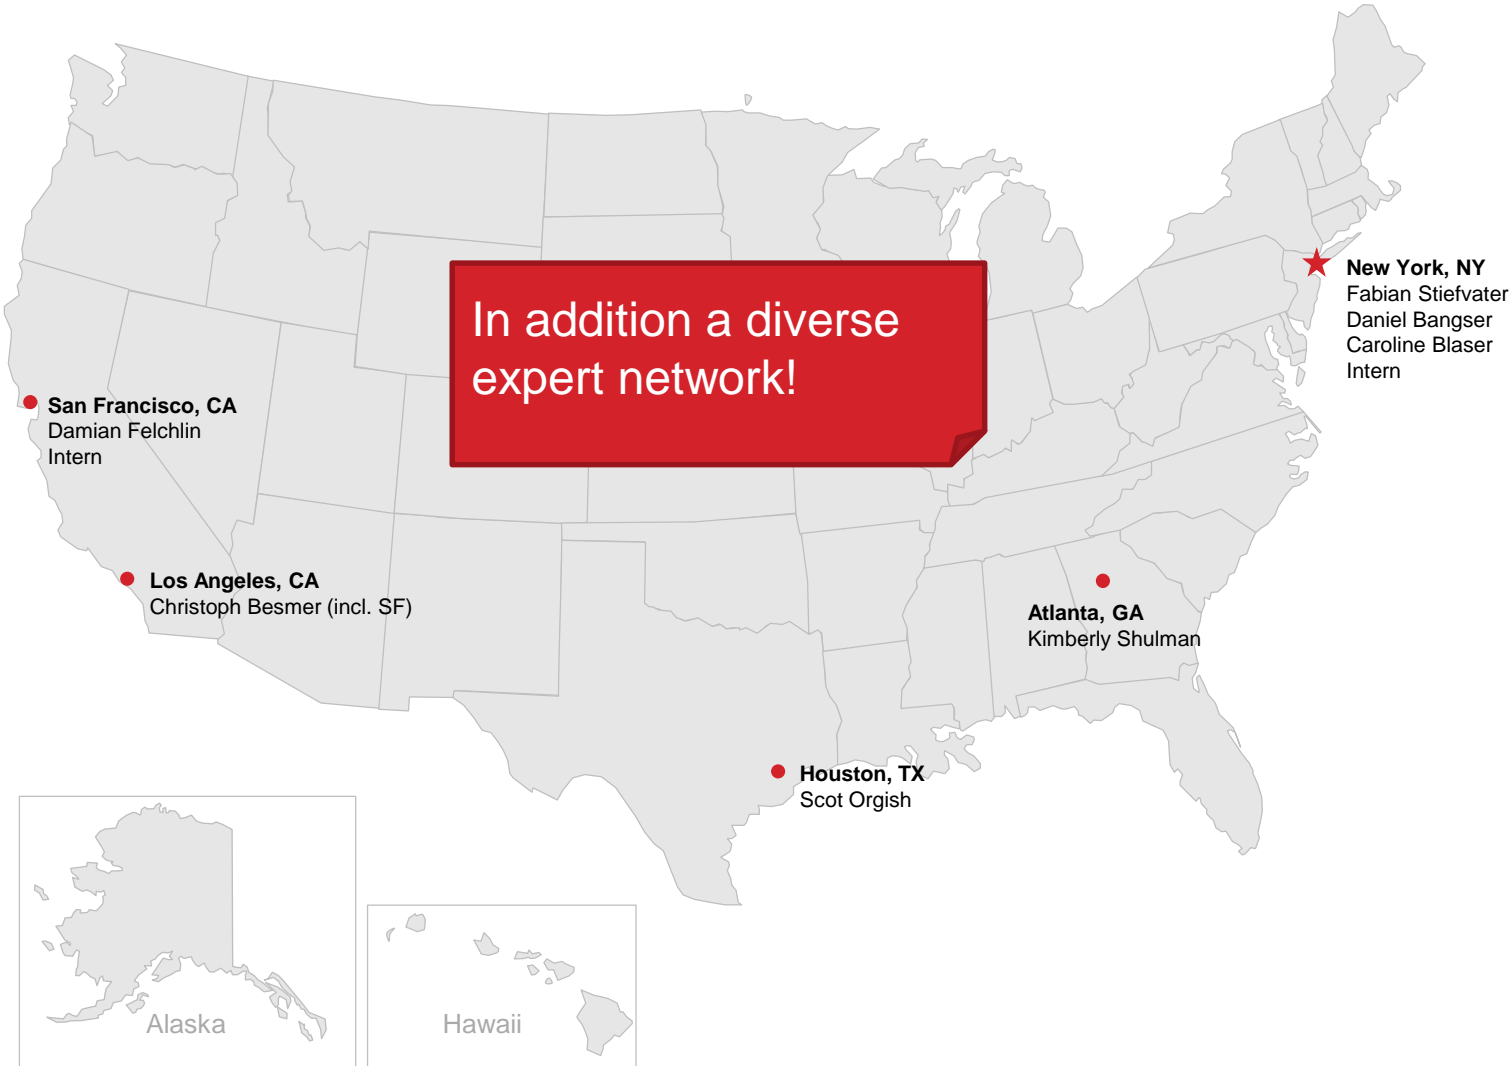 In addition a diverse
expert network!
New York, NY
Fabian Stiefvater
Daniel Bangser
Caroline Blaser
Intern
San Francisco, CA
Damian Felchlin
Intern
Los Angeles, CA
Christoph Besmer (incl. SF)
Atlanta, GA
Kimberly Shulman
Houston, TX
Scot Orgish
Alaska
Hawaii